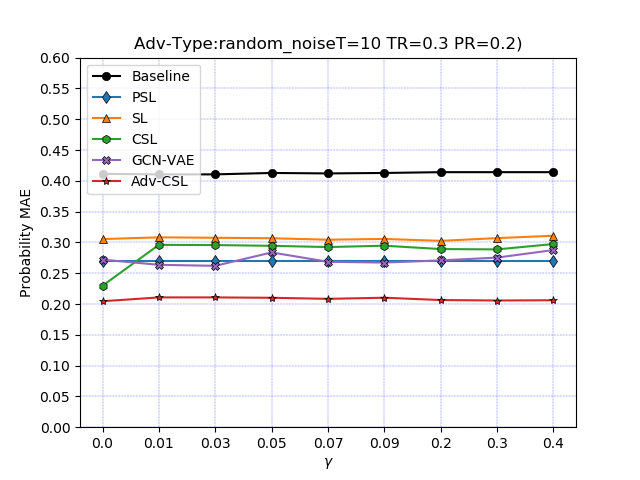 Adv-Type:random_noiseT=10 TR=0.3 PR=0.2)
Baseline
PSL
SL
CSL
GCN-VAE
Adv-CSL
Probability MAE
0.60
0.55
0.50
0.45
0.40
0.35
0.30
0.25
0.20
0.15
0.10
0.05
0.00
0.0 0.01 0.03 0.05 0.07 0.09 0.2 0.3 0.4
γ